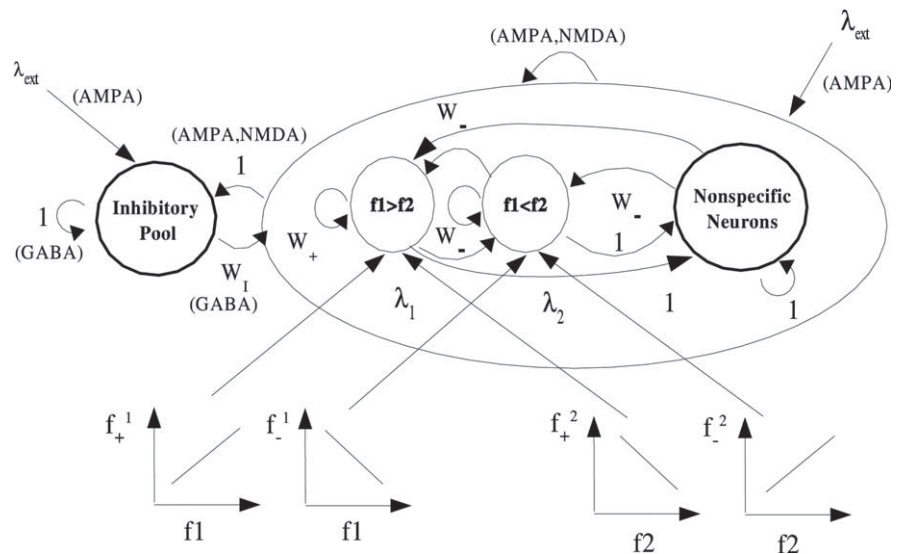 (AMPA,NMDA)
λext
λext
(AMPA)
(AMPA)
(AMPA,NMDA)
W-
1
Inhibitory
Pool
f1>f2
f1<f2
Nonspecific
Neurons
1
(GABA)
W+
W-
W-
1
WI
(GABA)
λ1
λ2
1
1
f+1
f-1
f+2
f-2
f1
f1
f2
f2